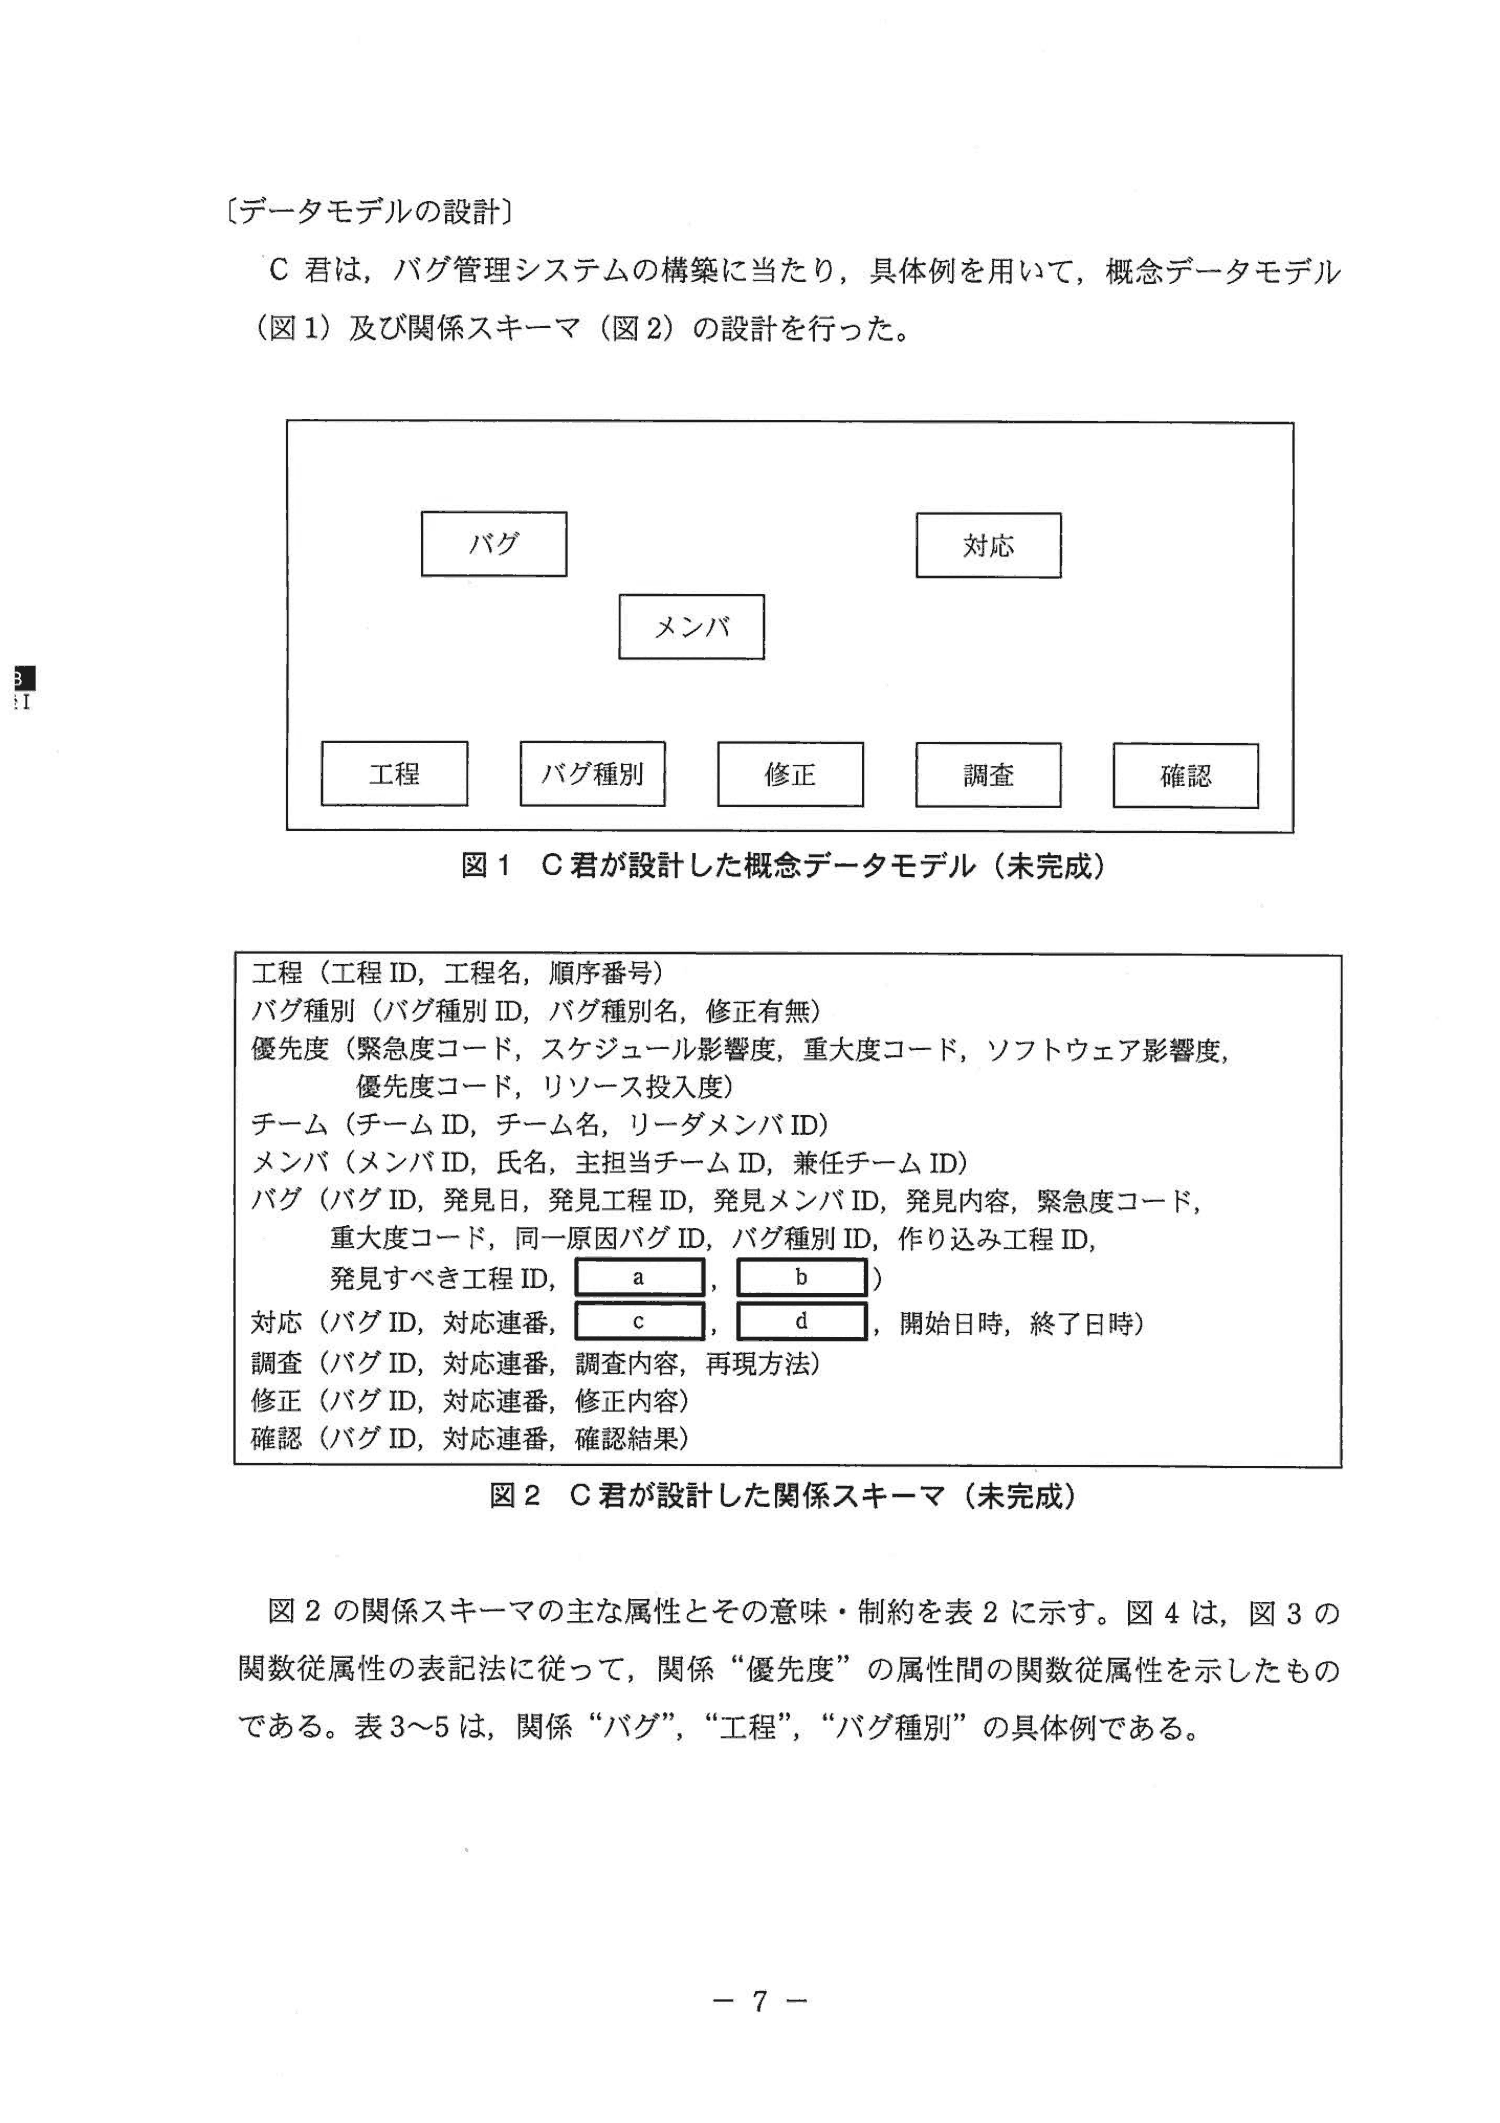 〔データモデルの設計〕
C 君は，バグ管理システムの構築に当たり，具体例を用いて，概念データモデル
（図 1）及び関係スキーマ（図 2）の設計を行った。
バグ
対応
メンバ
工程
バグ種別
修正
調査
確認
図 1　C 君が設計した概念データモデル（未完成）
工程（工程 ID，工程名，順序番号）
バグ種別（バグ種別 ID，バグ種別名，修正有無）
優先度（緊急度コード，スケジュール影響度，重大度コード，ソフトウェア影響度，
優先度コード，リソース投入度）
チーム（チーム ID，チーム名，リーダメンバ ID）
メンバ（メンバ ID，氏名，主担当チーム ID，兼任チーム ID）
バグ（バグ ID，発見日，発見工程 ID，発見メンバ ID，発見内容，緊急度コード，
重大度コード，同一原因バグ ID，バグ種別 ID，作り込み工程 ID，
発見すべき工程 ID， a ， b ）
対応（バグ ID，対応連番， c ， d ，開始日時，終了日時）
調査（バグ ID，対応連番，調査内容，再現方法）
修正（バグ ID，対応連番，修正内容）
確認（バグ ID，対応連番，確認結果）
図 2　C 君が設計した関係スキーマ（未完成）
図 2 の関係スキーマの主な属性とその意味・制約を表 2 に示す。図 4 は，図 3 の
関数従属性の表記法に従って，関係“優先度”の属性間の関数従属性を示したもの
である。表 3～5 は，関係“バグ”，“工程”，“バグ種別”の具体例である。
－ 7 －